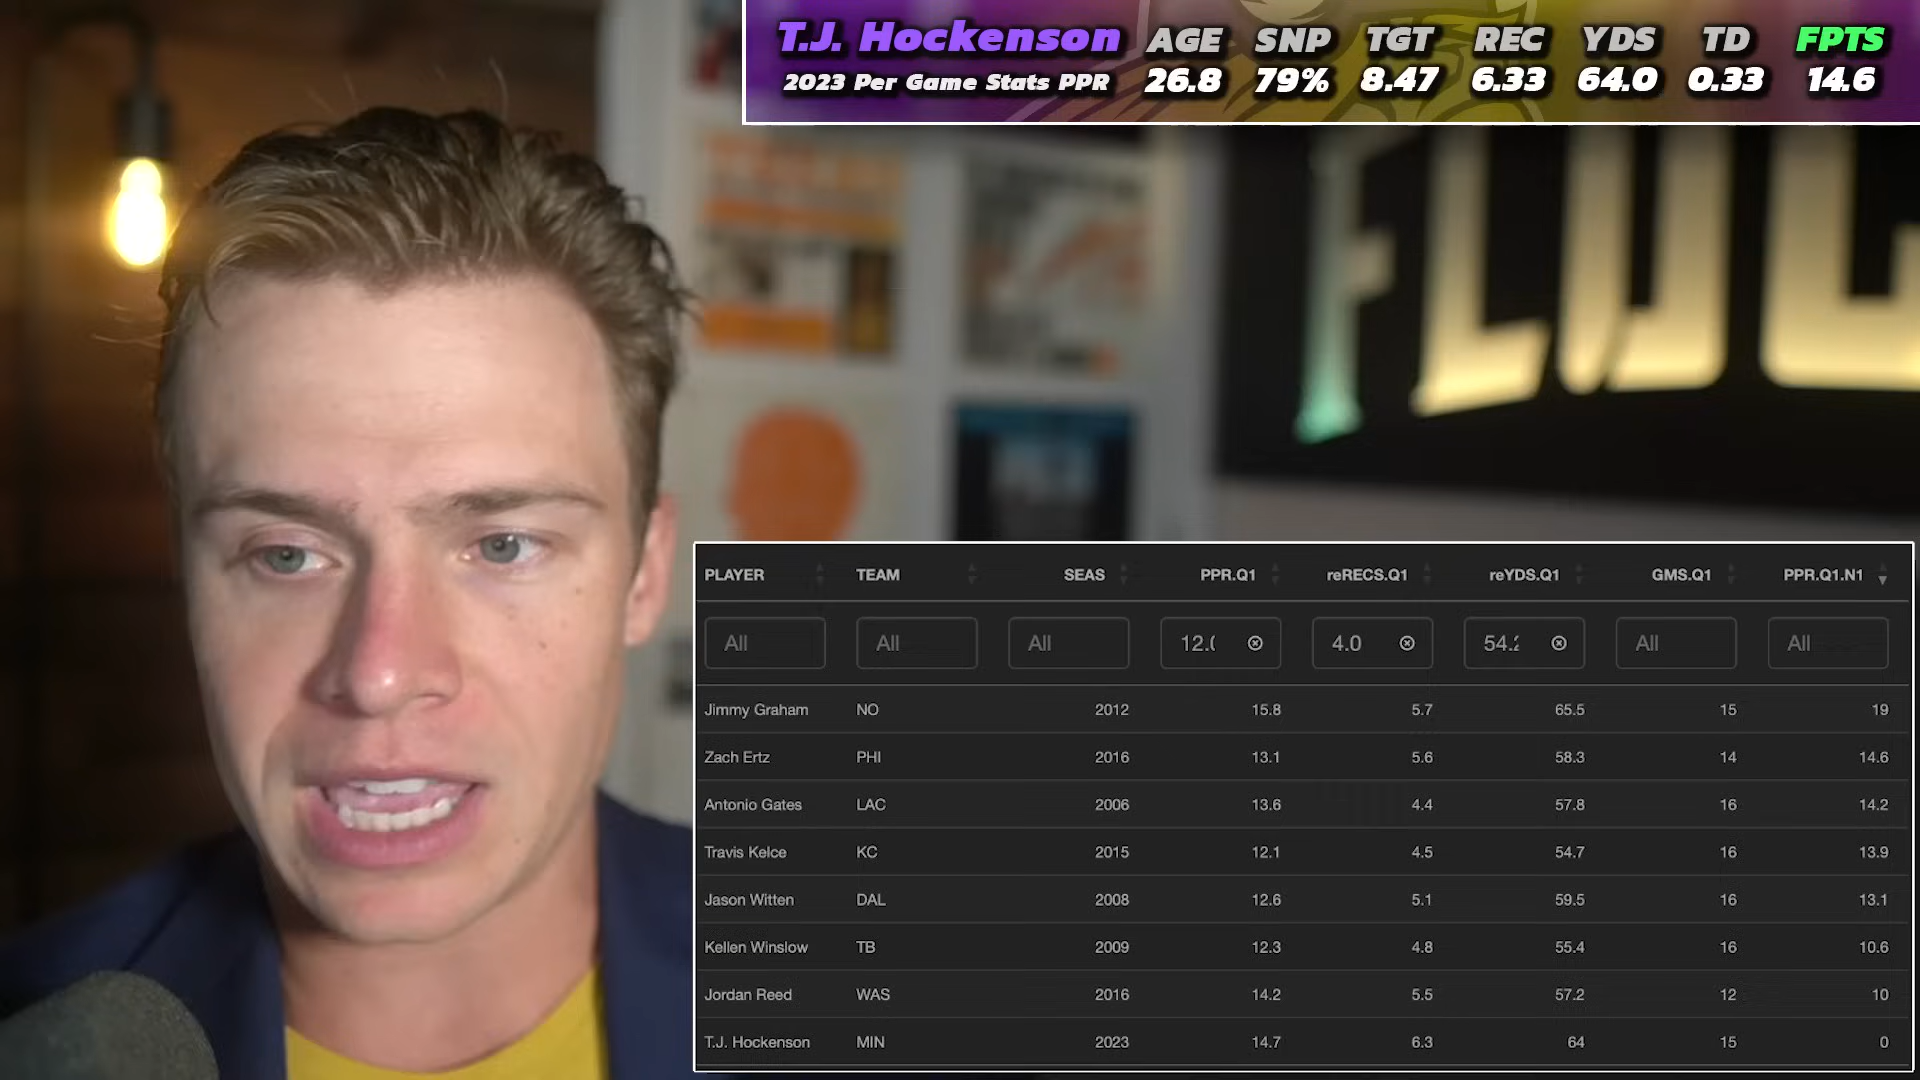 T.J. Hockenson AGE SNP TGT REC YDS TD FPTS
2023 Per Game Stats PPR 26.8 79% 8.47 6.33 64.0 0.33 14.6
PLAYER TEAM SEAS PPR.Q1 reRECS.Q1 reYDS.Q1 GMS.Q1 PPR.Q1.N1
All All All 12.( 4.0 54.2 All All
Jimmy Graham NO 2012 15.8 5.7 65.5 15 19
Zach Ertz PHI 2016 13.1 5.6 58.3 14 14.6
Antonio Gates LAC 2006 13.6 4.4 57.8 16 14.2
Travis Kelce KC 2015 12.1 4.5 54.7 16 13.9
Jason Witten DAL 2008 12.6 5.1 59.5 16 13.1
Kellen Winslow TB 2009 12.3 4.8 55.4 16 10.6
Jordan Reed WAS 2016 14.2 5.5 57.2 12 10
T.J. Hockenson MIN 2023 14.7 6.3 64 15 0